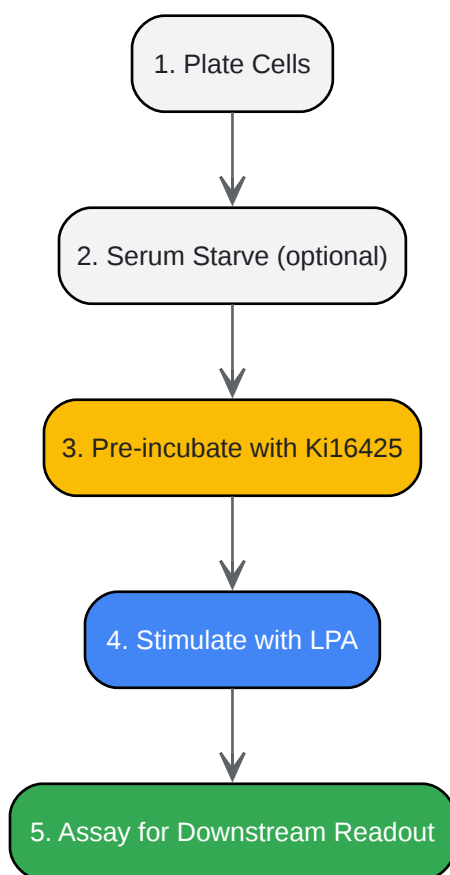 1. Plate Cells
2. Serum Starve (optional)
3. Pre-incubate with Ki16425
4. Stimulate with LPA
5. Assay for Downstream Readout